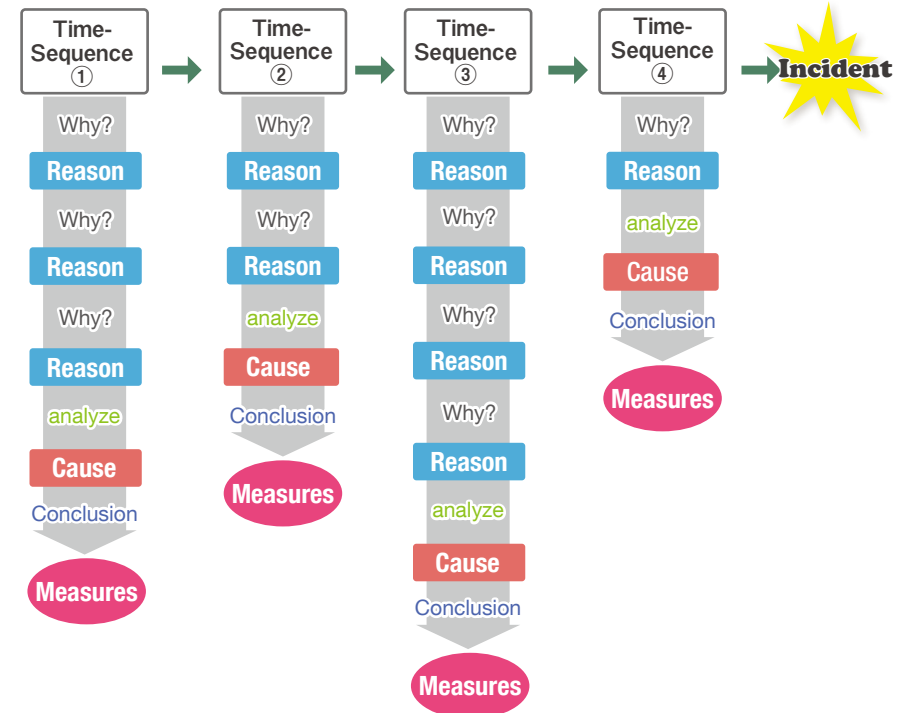 Time-
Sequence
①
Why?
Reason
Why?
Reason
Why?
Reason
analyze
Cause
Conclusion
Measures
Time-
Sequence
②
Why?
Reason
Why?
Reason
analyze
Cause
Conclusion
Measures
Time-
Sequence
③
Why?
Reason
Why?
Reason
Why?
Reason
Why?
Reason
analyze
Cause
Conclusion
Measures
Time-
Sequence
④
Why?
Reason
analyze
Cause
Conclusion
Measures
Incident